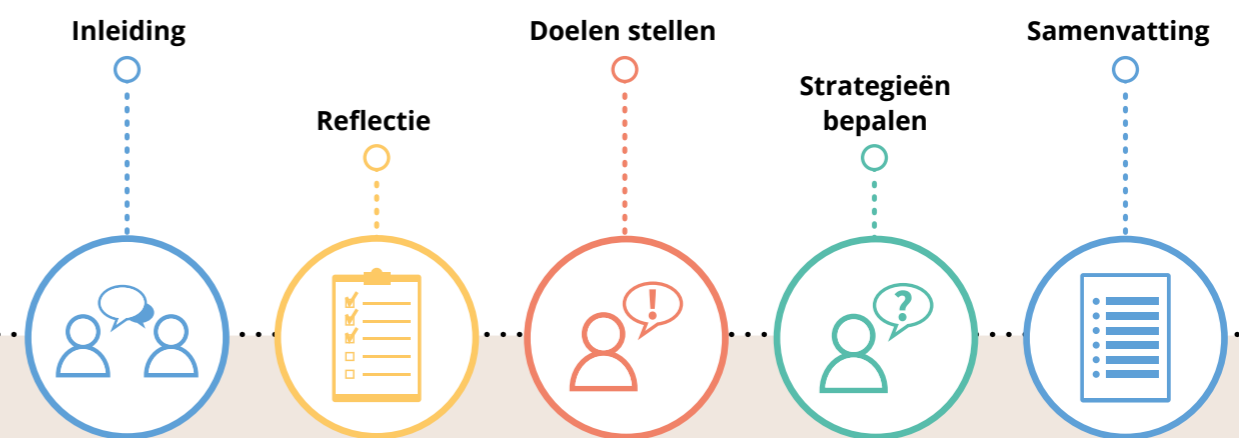 Inleiding
Reflectie
Doelen stellen
Strategieën
bepalen
Samenvatting